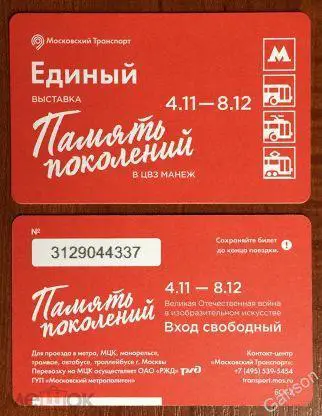 Московский Транспорт
Единый
ВЫСТАВКА
4.11 — 8.12
Память
поколений
В ЦВЗ МАНЕЖ
№
3129044337
Сохраняйте билет
до конца поездки.
Память
поколений
4.11 — 8.12
Великая Отечественная война
в изобразительном искусстве
Вход свободный
Для проезда в метро, МЦК, монорельсе,
трамвае, автобусе, троллейбусе г. Москвы
Перевозку на МЦК осуществляет ОАО «РЖД»
ГУП «Московский метрополитен»
Контакт-центр
«Московский Транспорт»:
+7 (495) 539-5454
transport.mos.ru